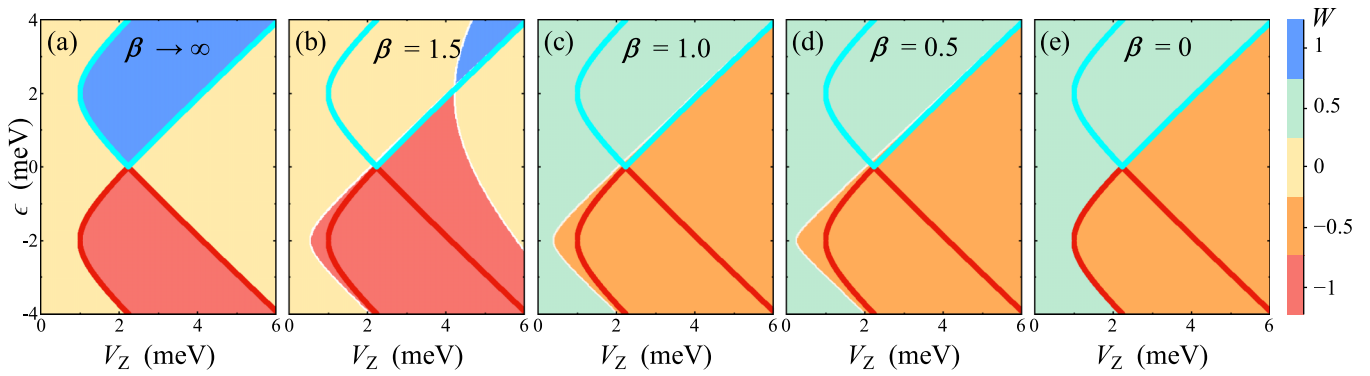 (a) β → ∞
(b) β = 1.5
(c) β = 1.0
(d) β = 0.5
(e) β = 0
W
1
0.5
0
−0.5
−1
4
2
0
-2
-4
ϵ (meV)
0 2 4 6
0 2 4 6
0 2 4 6
0 2 4 6
0 2 4 6
V_Z (meV)
V_Z (meV)
V_Z (meV)
V_Z (meV)
V_Z (meV)